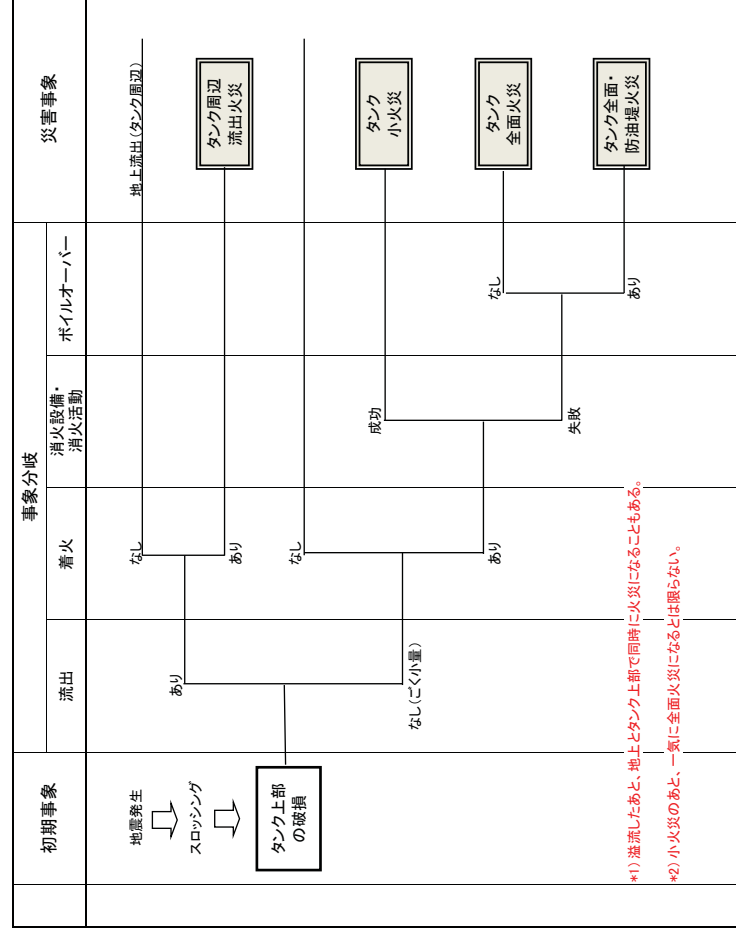 初期事象
事象分岐
災害事象
流出
着火
消火設備・
消火活動
ボイルオーバー
地震発生
スロッシング
タンク上部
の破損
あり
なし
地上流出(タンク周辺)
あり
タンク周辺
流出火災
なし(ごく小量)
なし
あり
成功
タンク
小火災
失敗
なし
タンク
全面火災
あり
タンク全面・
防油堤火災
*1) 溢流したあと、地上とタンク上部で同時に火災になることもある。
*2) 小火災のあと、一気に全面火災になるとは限らない。